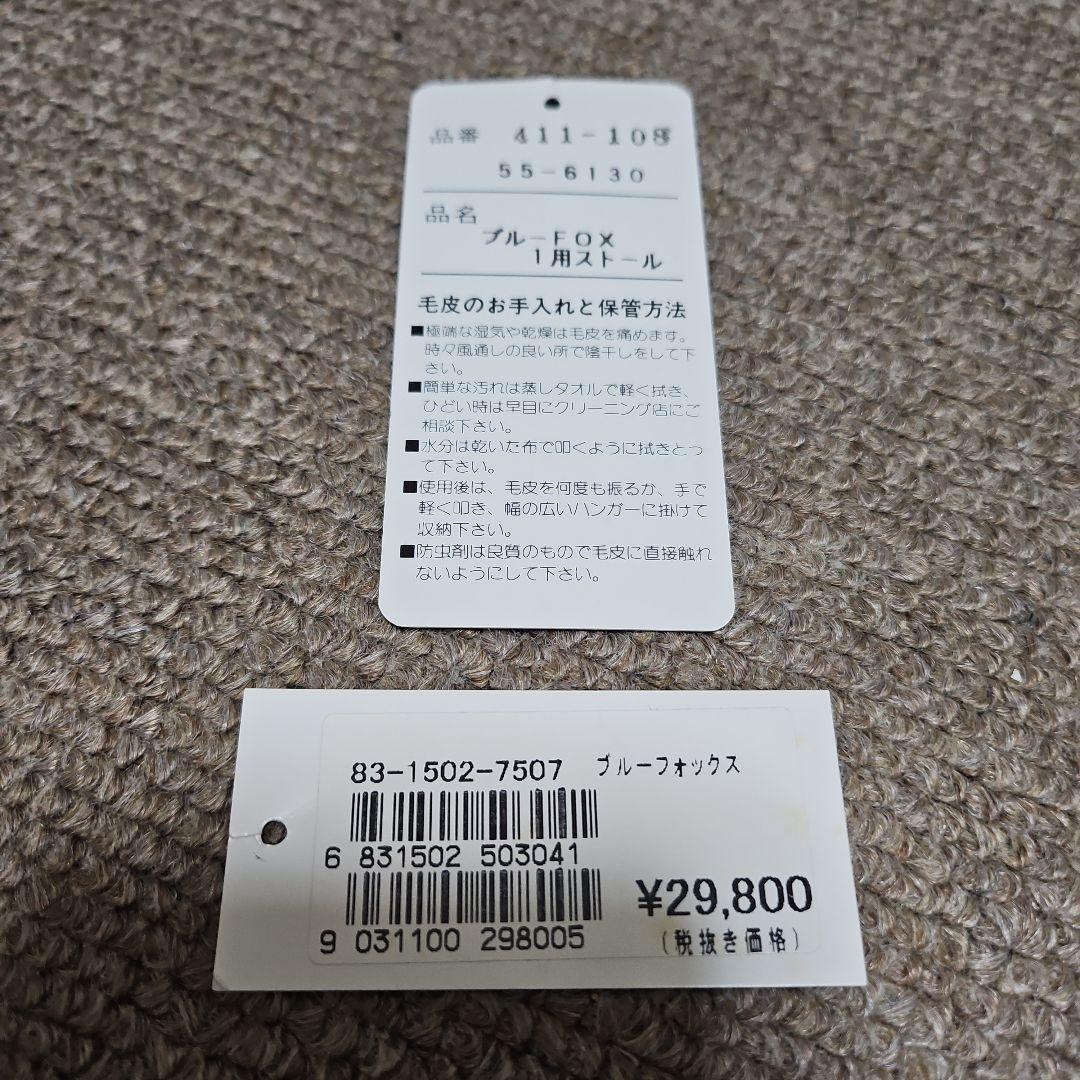 品番 411-108
55-6130
品名
ブルーFOX
1用ストール
毛皮のお手入れと保管方法
■極端な湿気や乾燥は毛皮を痛めます。
時々風通しの良い所で陰干しをして下
さい。
■簡単な汚れは蒸しタオルで軽く拭き、
ひどい時は早目にクリーニング店にご
相談下さい。
■水分は乾いた布で叩くように拭きとっ
て下さい。
■使用後は、毛皮を何度も振るか、手で
軽く叩き、幅の広いハンガーに掛けて
収納下さい。
■防虫剤は良質のもので毛皮に直接触れ
ないようにして下さい。
83-1502-7507 ブルーフォックス
6 831502 503041
9 031100 298005
¥29,800
(税抜き価格)